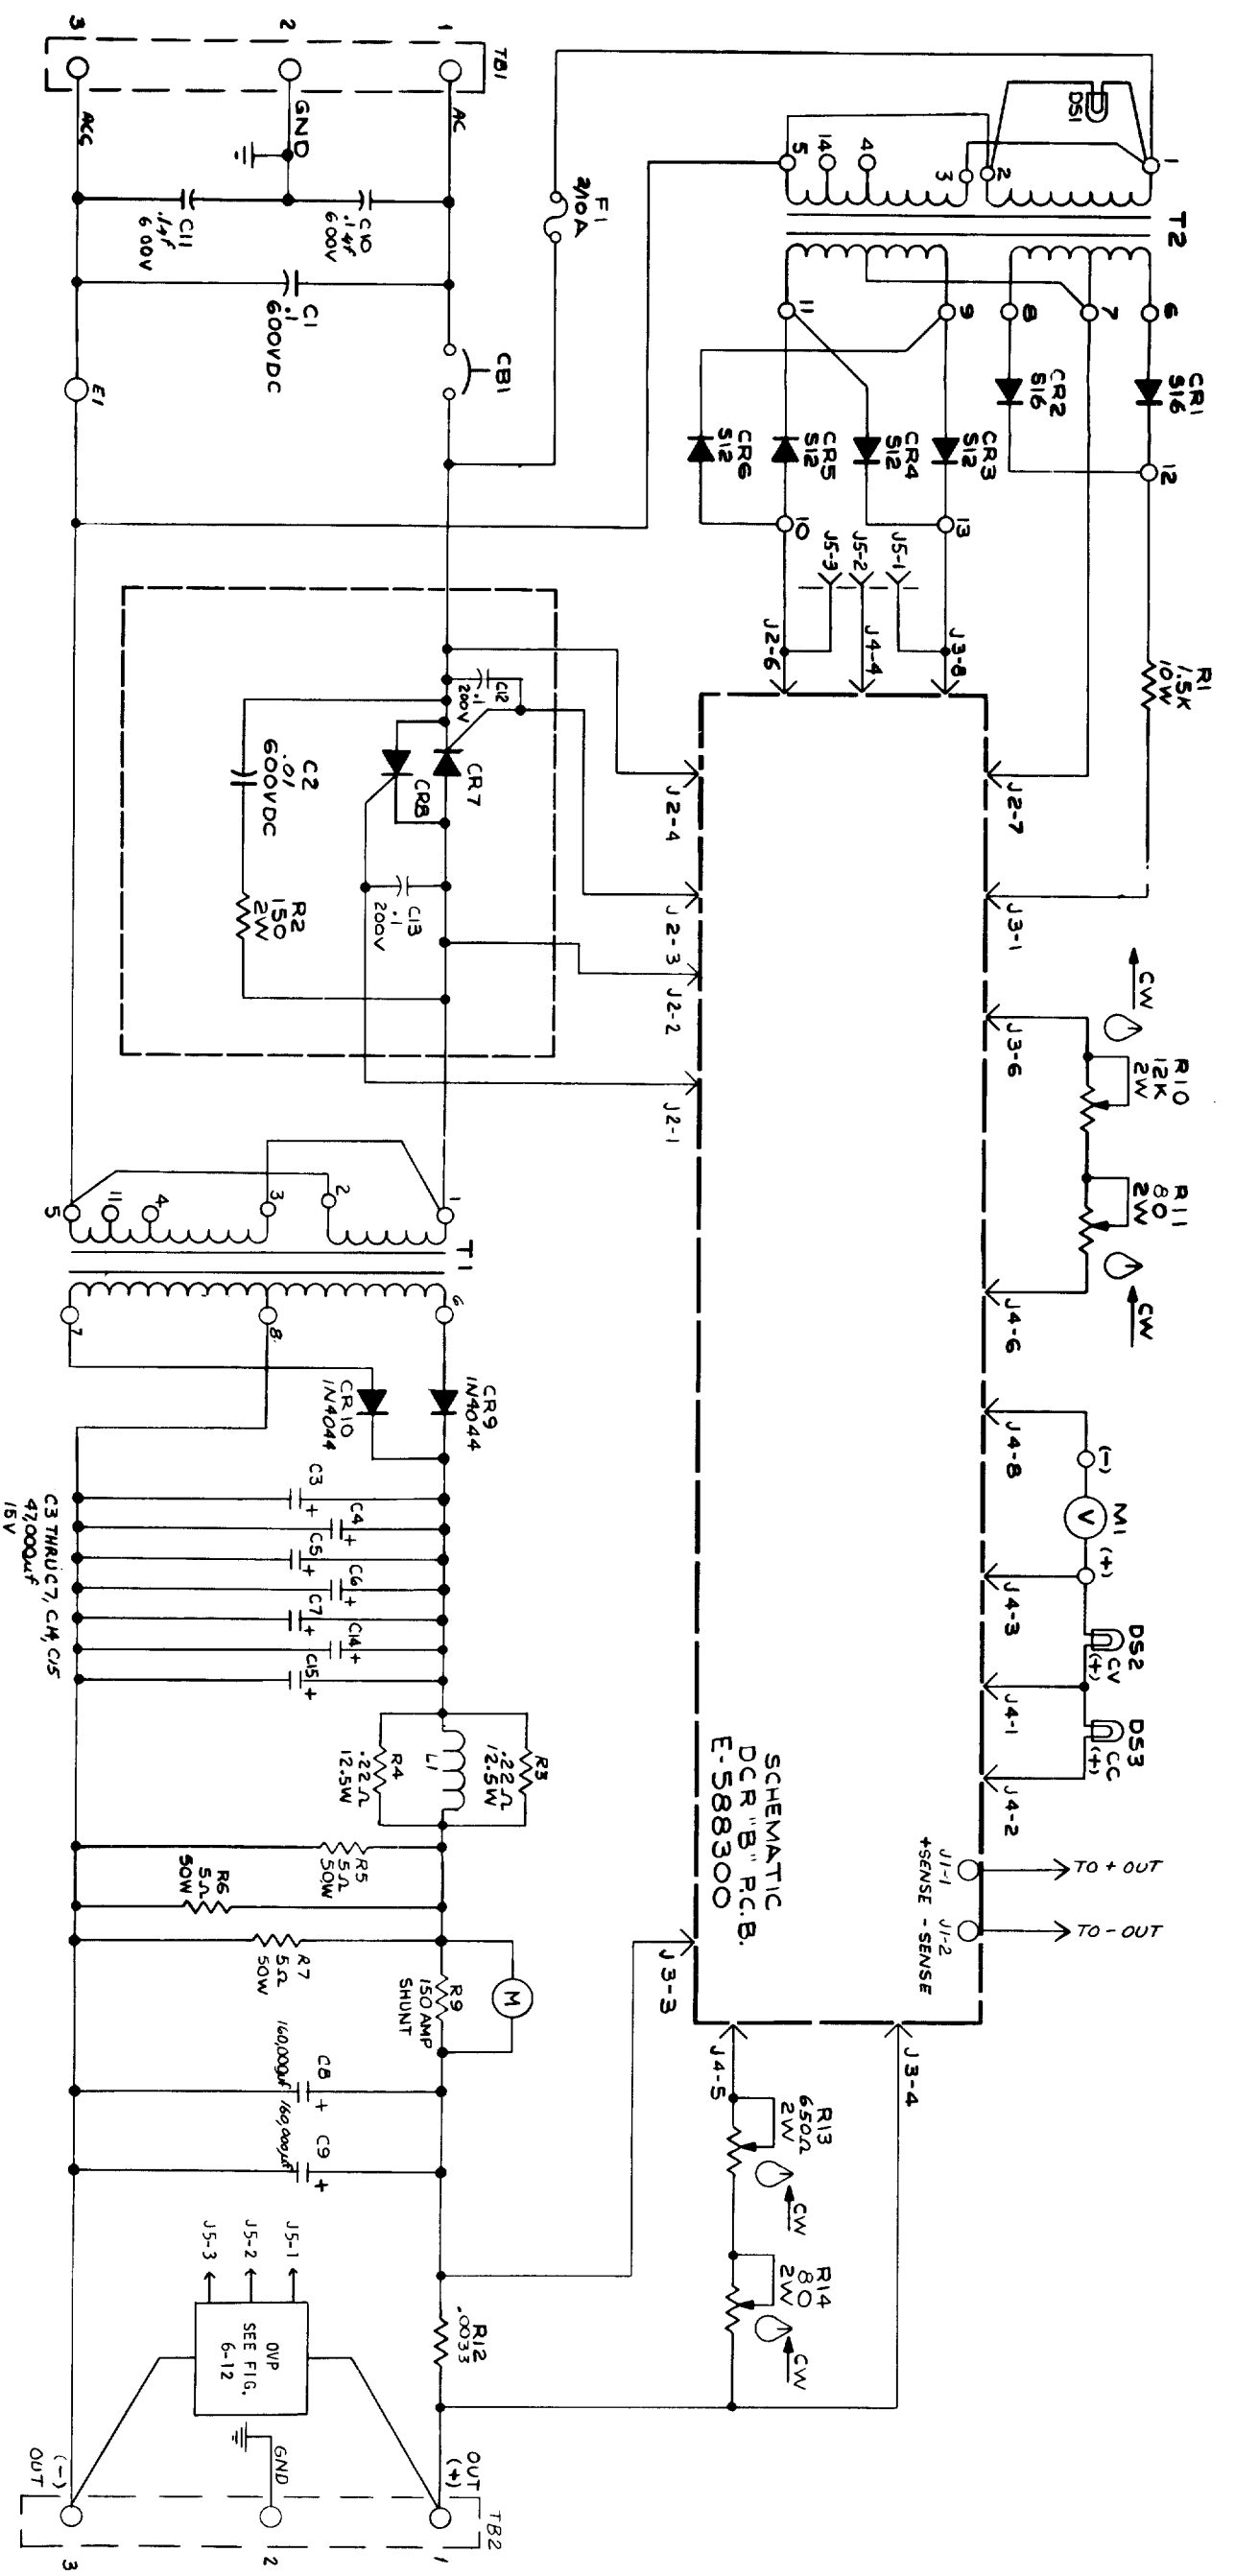 3
2
1
TB1
ACC
GND
AC
C11
.1µf
600V
C10
.1µf
600V
C1
.1
600VDC
E1
CB1
F1
2/10A
DS1
5
14
4
3
2
1
T2
11
9
8
7
6
CR1
S16
CR2
S16
CR3
S12
CR4
S12
CR5
S12
CR6
S12
12
13
10
J5-3
J5-2
J5-1
J2-6
J4-4
J3-8
R1
1.5K
10W
C12
.1
200V
CR7
CR8
C2
.01
600VDC
R2
150
2W
C13
.1
200V
J2-4
J2-3
J2-2
J2-1
J2-7
J3-1
J3-6
CW
R10
12K
2W
R11
80
2W
CW
J4-6
J4-8
(-)
M1
V
(+)
J4-3
DS2
CV
(+)
J4-1
DS3
CC
(+)
J4-2
J1-1
+SENSE
J1-2
-SENSE
TO + OUT
TO - OUT
SCHEMATIC
DCR "B" P.C.B.
E-588300
5
11
4
3
2
1
T1
7
8
6
CR9
1N4044
CR10
1N4044
C3
+
C4
+
C5
+
C6
+
C7
+
C14
+
C15
+
C3 THRU C7, C14, C15
47,000uf
15V
R3
.22Ω
12.5W
L1
R4
.22Ω
12.5W
R5
5Ω
50W
R6
5Ω
50W
R7
5Ω
50W
M
R9
150 AMP
SHUNT
J3-3
J3-4
J4-5
R13
650Ω
2W
CW
R14
80
2W
CW
C8
160,000µf
+
C9
160,000µf
+
R12
.0033
J5-1
J5-2
J5-3
OVP
SEE FIG.
6-12
GND
OUT
(+)
(-)
OUT
TB2
1
2
3